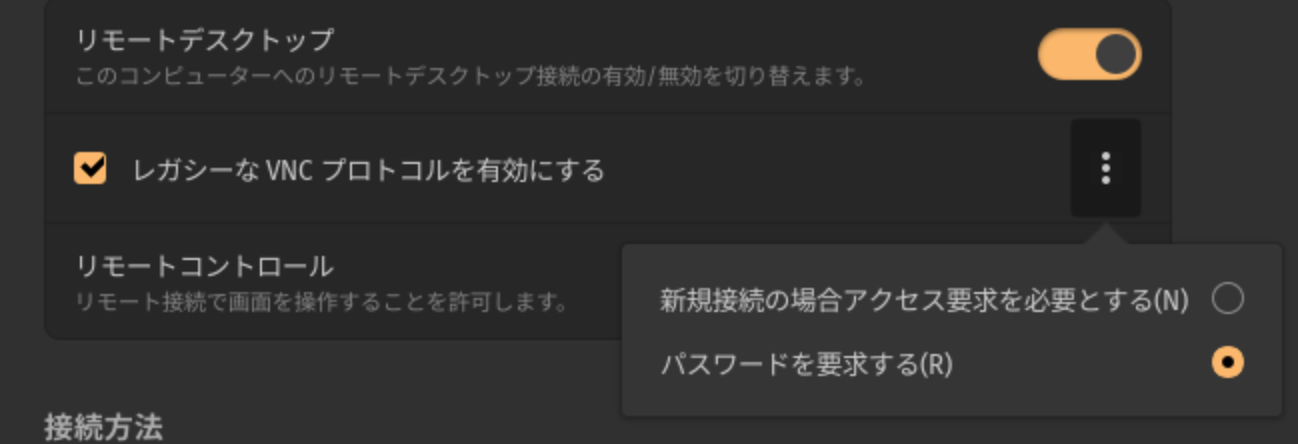 リモートデスクトップ
このコンピューターへのリモートデスクトップ接続の有効/無効を切り替えます。
レガシーな VNC プロトコルを有効にする
リモートコントロール
リモート接続で画面を操作することを許可します。
新規接続の場合アクセス要求を必要とする(N)
パスワードを要求する(R)
接続方法